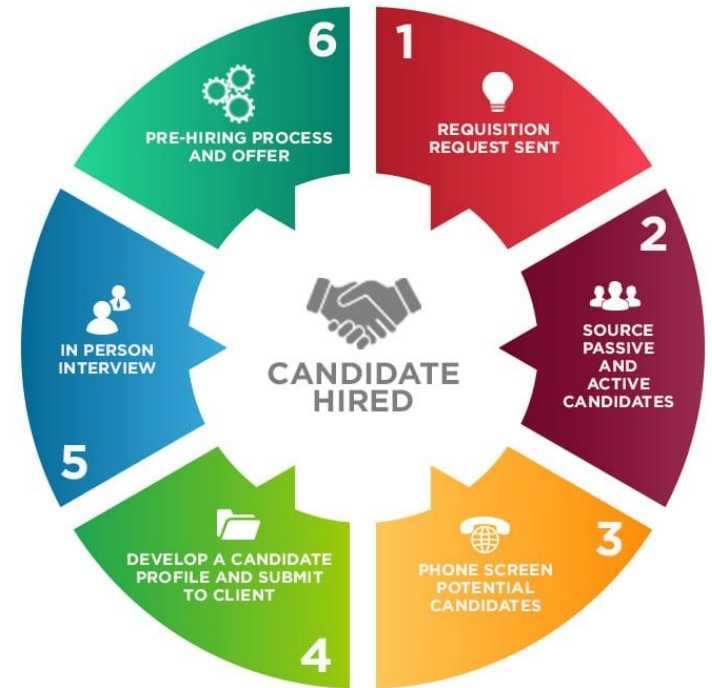 1
REQUISITION
REQUEST SENT
2
SOURCE
PASSIVE
AND
ACTIVE
CANDIDATES
3
PHONE SCREEN
POTENTIAL
CANDIDATES
4
DEVELOP A CANDIDATE
PROFILE AND SUBMIT
TO CLIENT
5
IN PERSON
INTERVIEW
6
PRE-HIRING PROCESS
AND OFFER
CANDIDATE
HIRED